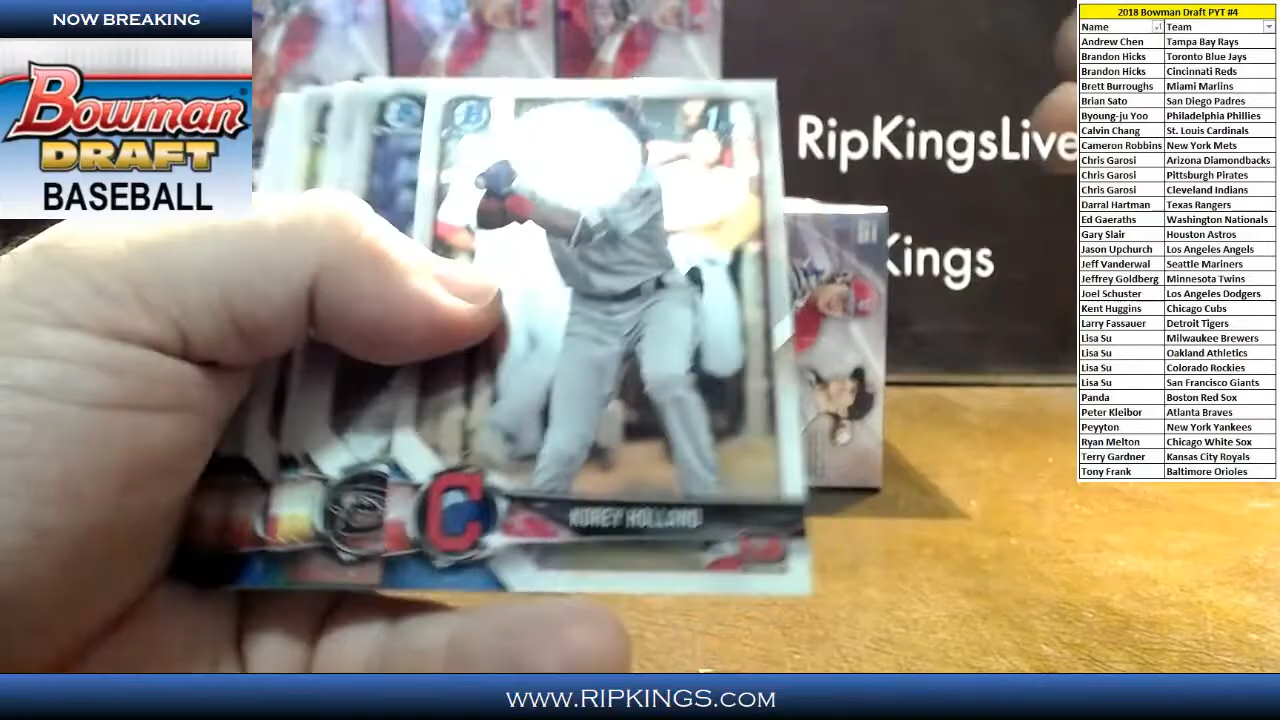 NOW BREAKING
Bowman
DRAFT
BASEBALL
RipKingsLive
Kings
C
KOREY HOLLAND
2018 Bowman Draft PYT #4
Name Team
Andrew Chen Tampa Bay Rays
Brandon Hicks Toronto Blue Jays
Brandon Hicks Cincinnati Reds
Brett Burroughs Miami Marlins
Brian Sato San Diego Padres
Byoung-ju Yoo Philadelphia Phillies
Calvin Chang St. Louis Cardinals
Cameron Robbins New York Mets
Chris Garosi Arizona Diamondbacks
Chris Garosi Pittsburgh Pirates
Chris Garosi Cleveland Indians
Darral Hartman Texas Rangers
Ed Gaeraths Washington Nationals
Gary Slair Houston Astros
Jason Upchurch Los Angeles Angels
Jeff Vanderwal Seattle Mariners
Jeffrey Goldberg Minnesota Twins
Joel Schuster Los Angeles Dodgers
Kent Huggins Chicago Cubs
Larry Fassauer Detroit Tigers
Lisa Su Milwaukee Brewers
Lisa Su Oakland Athletics
Lisa Su Colorado Rockies
Lisa Su San Francisco Giants
Panda Boston Red Sox
Peter Kleibor Atlanta Braves
Peyyton New York Yankees
Ryan Melton Chicago White Sox
Terry Gardner Kansas City Royals
Tony Frank Baltimore Orioles
WWW.RIPKINGS.COM